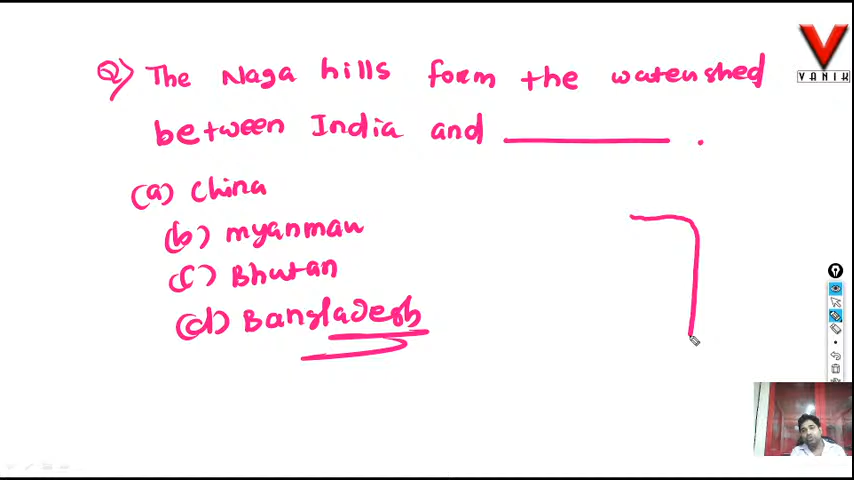 Q) The Naga hills form the watershed
VANIK
between India and ________ .
(a) China
(b) myanmar
(c) Bhutan
(d) Bangladesh